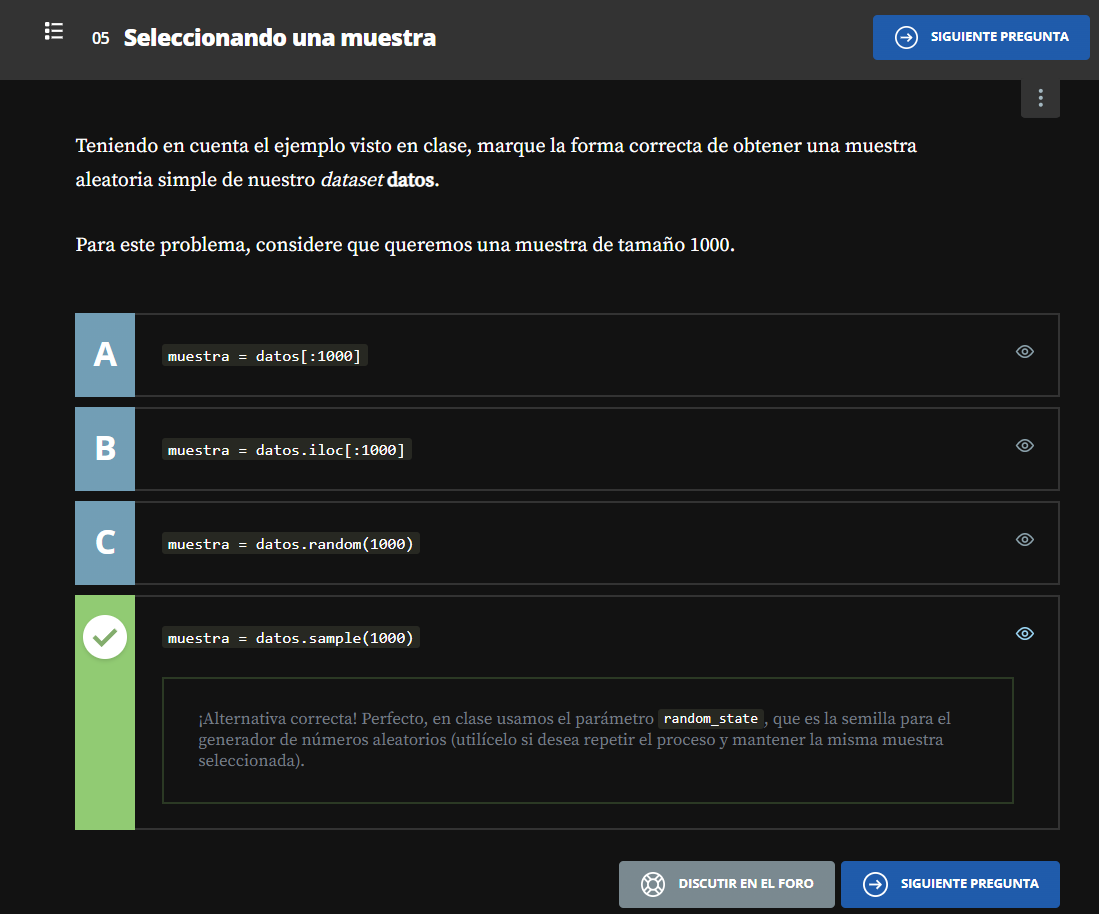 05 Seleccionando una muestra
SIGUIENTE PREGUNTA
Teniendo en cuenta el ejemplo visto en clase, marque la forma correcta de obtener una muestra
aleatoria simple de nuestro dataset datos.
Para este problema, considere que queremos una muestra de tamaño 1000.
A
muestra = datos[:1000]
B
muestra = datos.iloc[:1000]
C
muestra = datos.random(1000)
muestra = datos.sample(1000)
¡Alternativa correcta! Perfecto, en clase usamos el parámetro random_state, que es la semilla para el
generador de números aleatorios (utilícelo si desea repetir el proceso y mantener la misma muestra
seleccionada).
DISCUTIR EN EL FORO
SIGUIENTE PREGUNTA